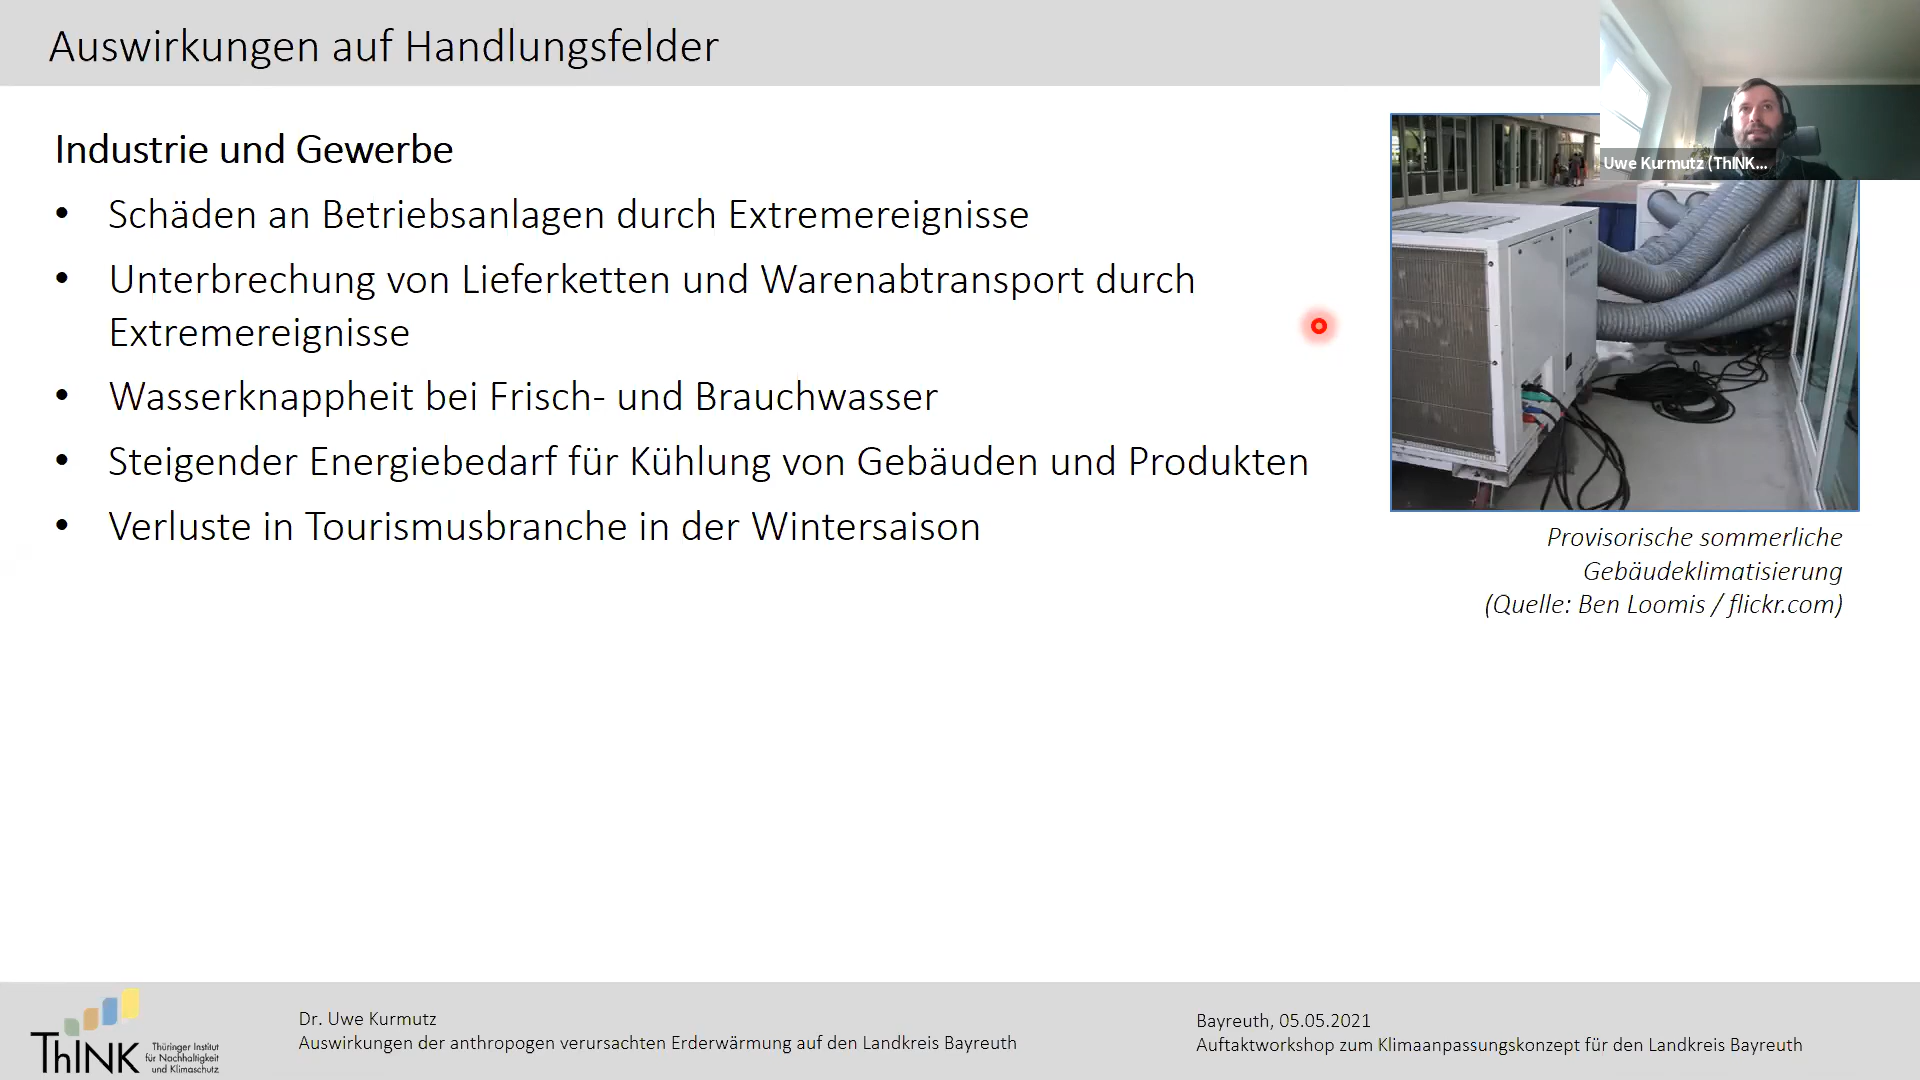 Auswirkungen auf Handlungsfelder
Uwe Kurmutz (ThINK...
Industrie und Gewerbe
• Schäden an Betriebsanlagen durch Extremereignisse
• Unterbrechung von Lieferketten und Warenabtransport durch
Extremereignisse
• Wasserknappheit bei Frisch- und Brauchwasser
• Steigender Energiebedarf für Kühlung von Gebäuden und Produkten
• Verluste in Tourismusbranche in der Wintersaison
Provisorische sommerliche
Gebäudeklimatisierung
(Quelle: Ben Loomis / flickr.com)
ThINK
Thüringer Institut
für Nachhaltigkeit
und Klimaschutz
Dr. Uwe Kurmutz
Auswirkungen der anthropogen verursachten Erderwärmung auf den Landkreis Bayreuth
Bayreuth, 05.05.2021
Auftaktworkshop zum Klimaanpassungskonzept für den Landkreis Bayreuth